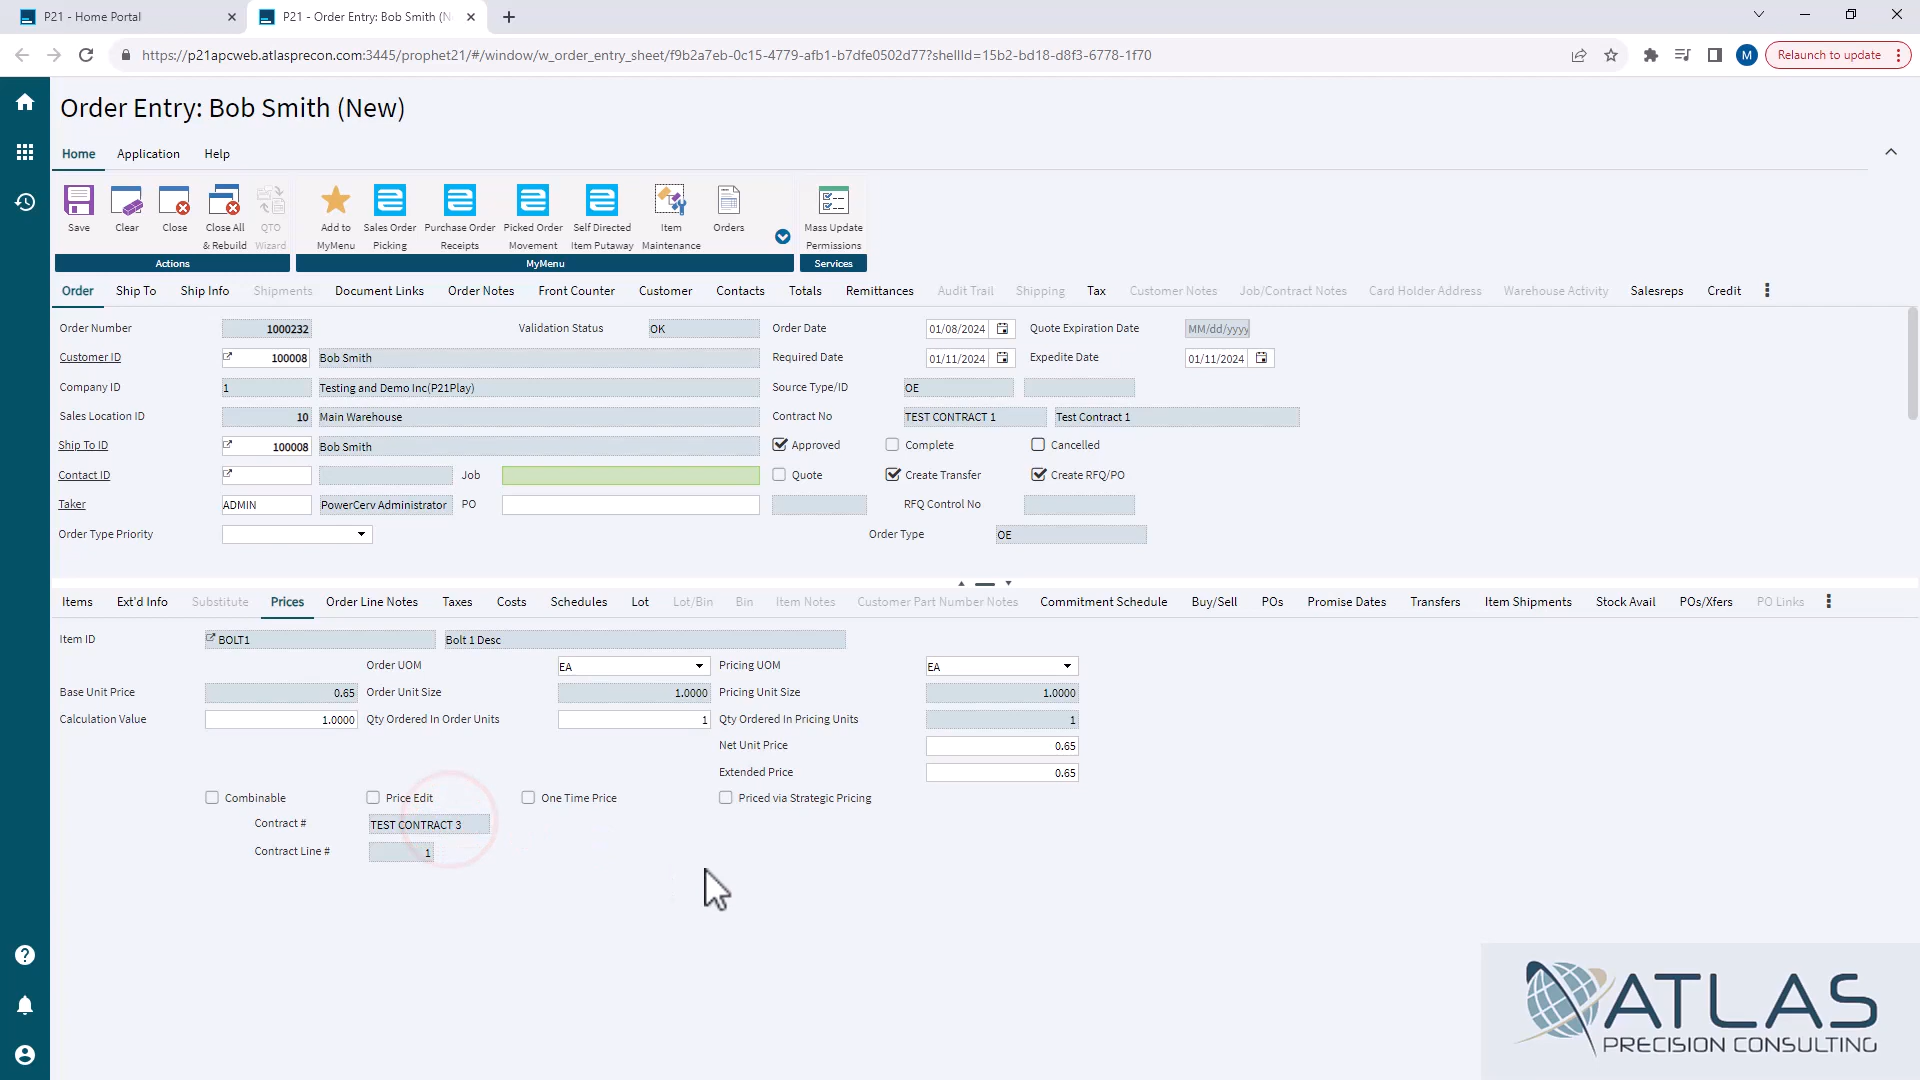 P21 - Home Portal
P21 - Order Entry: Bob Smith (N
https://p21apcweb.atlasprecon.com:3445/prophet21/#/window/w_order_entry_sheet/f9b2a7eb-0c15-4779-afb1-b7dfe0502d77?shellId=15b2-bd18-d8f3-6778-1f70
M
Relaunch to update
Order Entry: Bob Smith (New)
Home Application Help
Save Clear Close Close All & Rebuild QTO Wizard
Add to MyMenu Sales Order Picking Purchase Order Receipts Picked Order Movement Self Directed Item Putaway Item Maintenance Orders
Mass Update Permissions
Actions MyMenu Services
Order Ship To Ship Info Shipments Document Links Order Notes Front Counter Customer Contacts Totals Remittances Audit Trail Shipping Tax Customer Notes Job/Contract Notes Card Holder Address Warehouse Activity Salesreps Credit
Order Number 1000232 Validation Status OK Order Date 01/08/2024 Quote Expiration Date MM/dd/yyyy
Customer ID 100008 Bob Smith Required Date 01/11/2024 Expedite Date 01/11/2024
Company ID 1 Testing and Demo Inc(P21Play) Source Type/ID OE
Sales Location ID 10 Main Warehouse Contract No TEST CONTRACT 1 Test Contract 1
Ship To ID 100008 Bob Smith Approved Complete Cancelled
Contact ID Job Quote Create Transfer Create RFQ/PO
Taker ADMIN PowerCerv Administrator PO RFQ Control No
Order Type Priority Order Type OE
Items Ext'd Info Substitute Prices Order Line Notes Taxes Costs Schedules Lot Lot/Bin Bin Item Notes Customer Part Number Notes Commitment Schedule Buy/Sell POs Promise Dates Transfers Item Shipments Stock Avail POs/Xfers PO Links
Item ID BOLT1 Bolt 1 Desc
Order UOM EA Pricing UOM EA
Base Unit Price 0.65 Order Unit Size 1.0000 Pricing Unit Size 1.0000
Calculation Value 1.0000 Qty Ordered In Order Units 1 Qty Ordered In Pricing Units 1
Net Unit Price 0.65
Extended Price 0.65
Combinable Price Edit One Time Price Priced via Strategic Pricing
Contract # TEST CONTRACT 3
Contract Line # 1
ATLAS
PRECISION CONSULTING